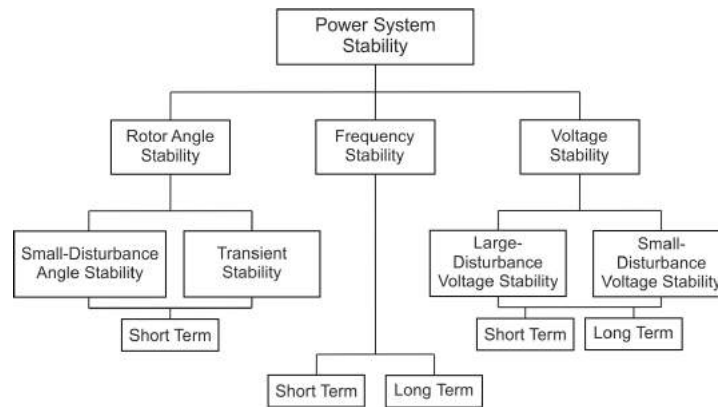 Power System
Stability
Rotor Angle
Stability
Frequency
Stability
Voltage
Stability
Small-Disturbance
Angle Stability
Transient
Stability
Large-
Disturbance
Voltage Stability
Small-
Disturbance
Voltage Stability
Short Term
Short Term
Long Term
Short Term
Long Term